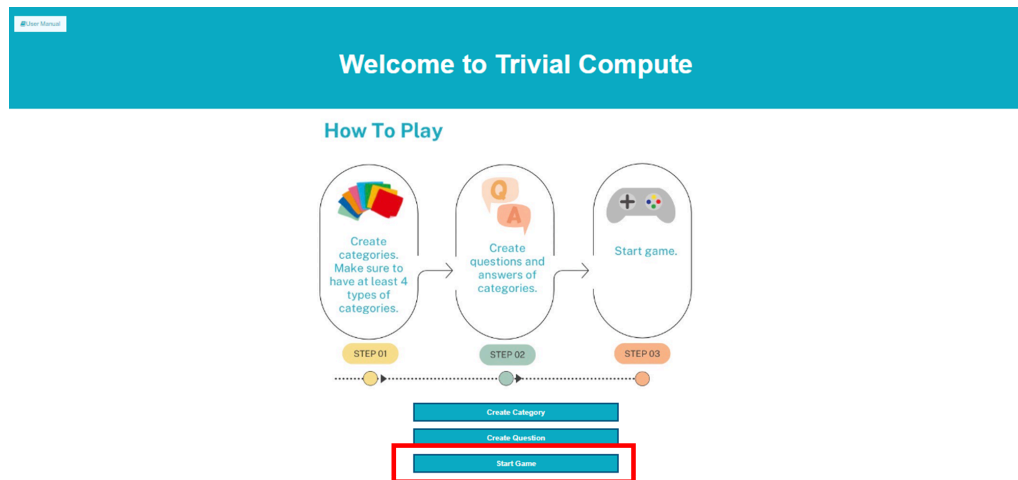 User Manual
Welcome to Trivial Compute
How To Play
Create
categories.
Make sure to
have at least 4
types of
categories.
Q
A
Create
questions and
answers of
categories.
Start game.
STEP 01
STEP 02
STEP 03
Create Category
Create Question
Start Game